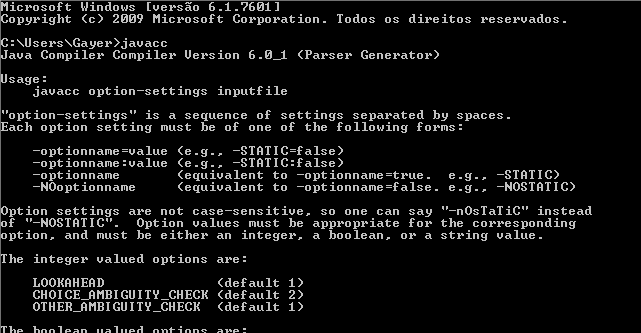 Microsoft Windows [versão 6.1.7601]
Copyright (c) 2009 Microsoft Corporation. Todos os direitos reservados.
C:\Users\Gayer>javacc
Java Compiler Compiler Version 6.0_1 (Parser Generator)
Usage:
    javacc option-settings inputfile
"option-settings" is a sequence of settings separated by spaces.
Each option setting must be of one of the following forms:
    -optionname=value (e.g., -STATIC=false)
    -optionname:value (e.g., -STATIC:false)
    -optionname       (equivalent to -optionname=true.  e.g., -STATIC)
    -NOoptionname     (equivalent to -optionname=false. e.g., -NOSTATIC)
Option settings are not case-sensitive, so one can say "-nOsTaTiC" instead
of "-NOSTATIC".  Option values must be appropriate for the corresponding
option, and must be either an integer, a boolean, or a string value.
The integer valued options are:
    LOOKAHEAD              (default 1)
    CHOICE_AMBIGUITY_CHECK (default 2)
    OTHER_AMBIGUITY_CHECK  (default 1)
The boolean valued options are: